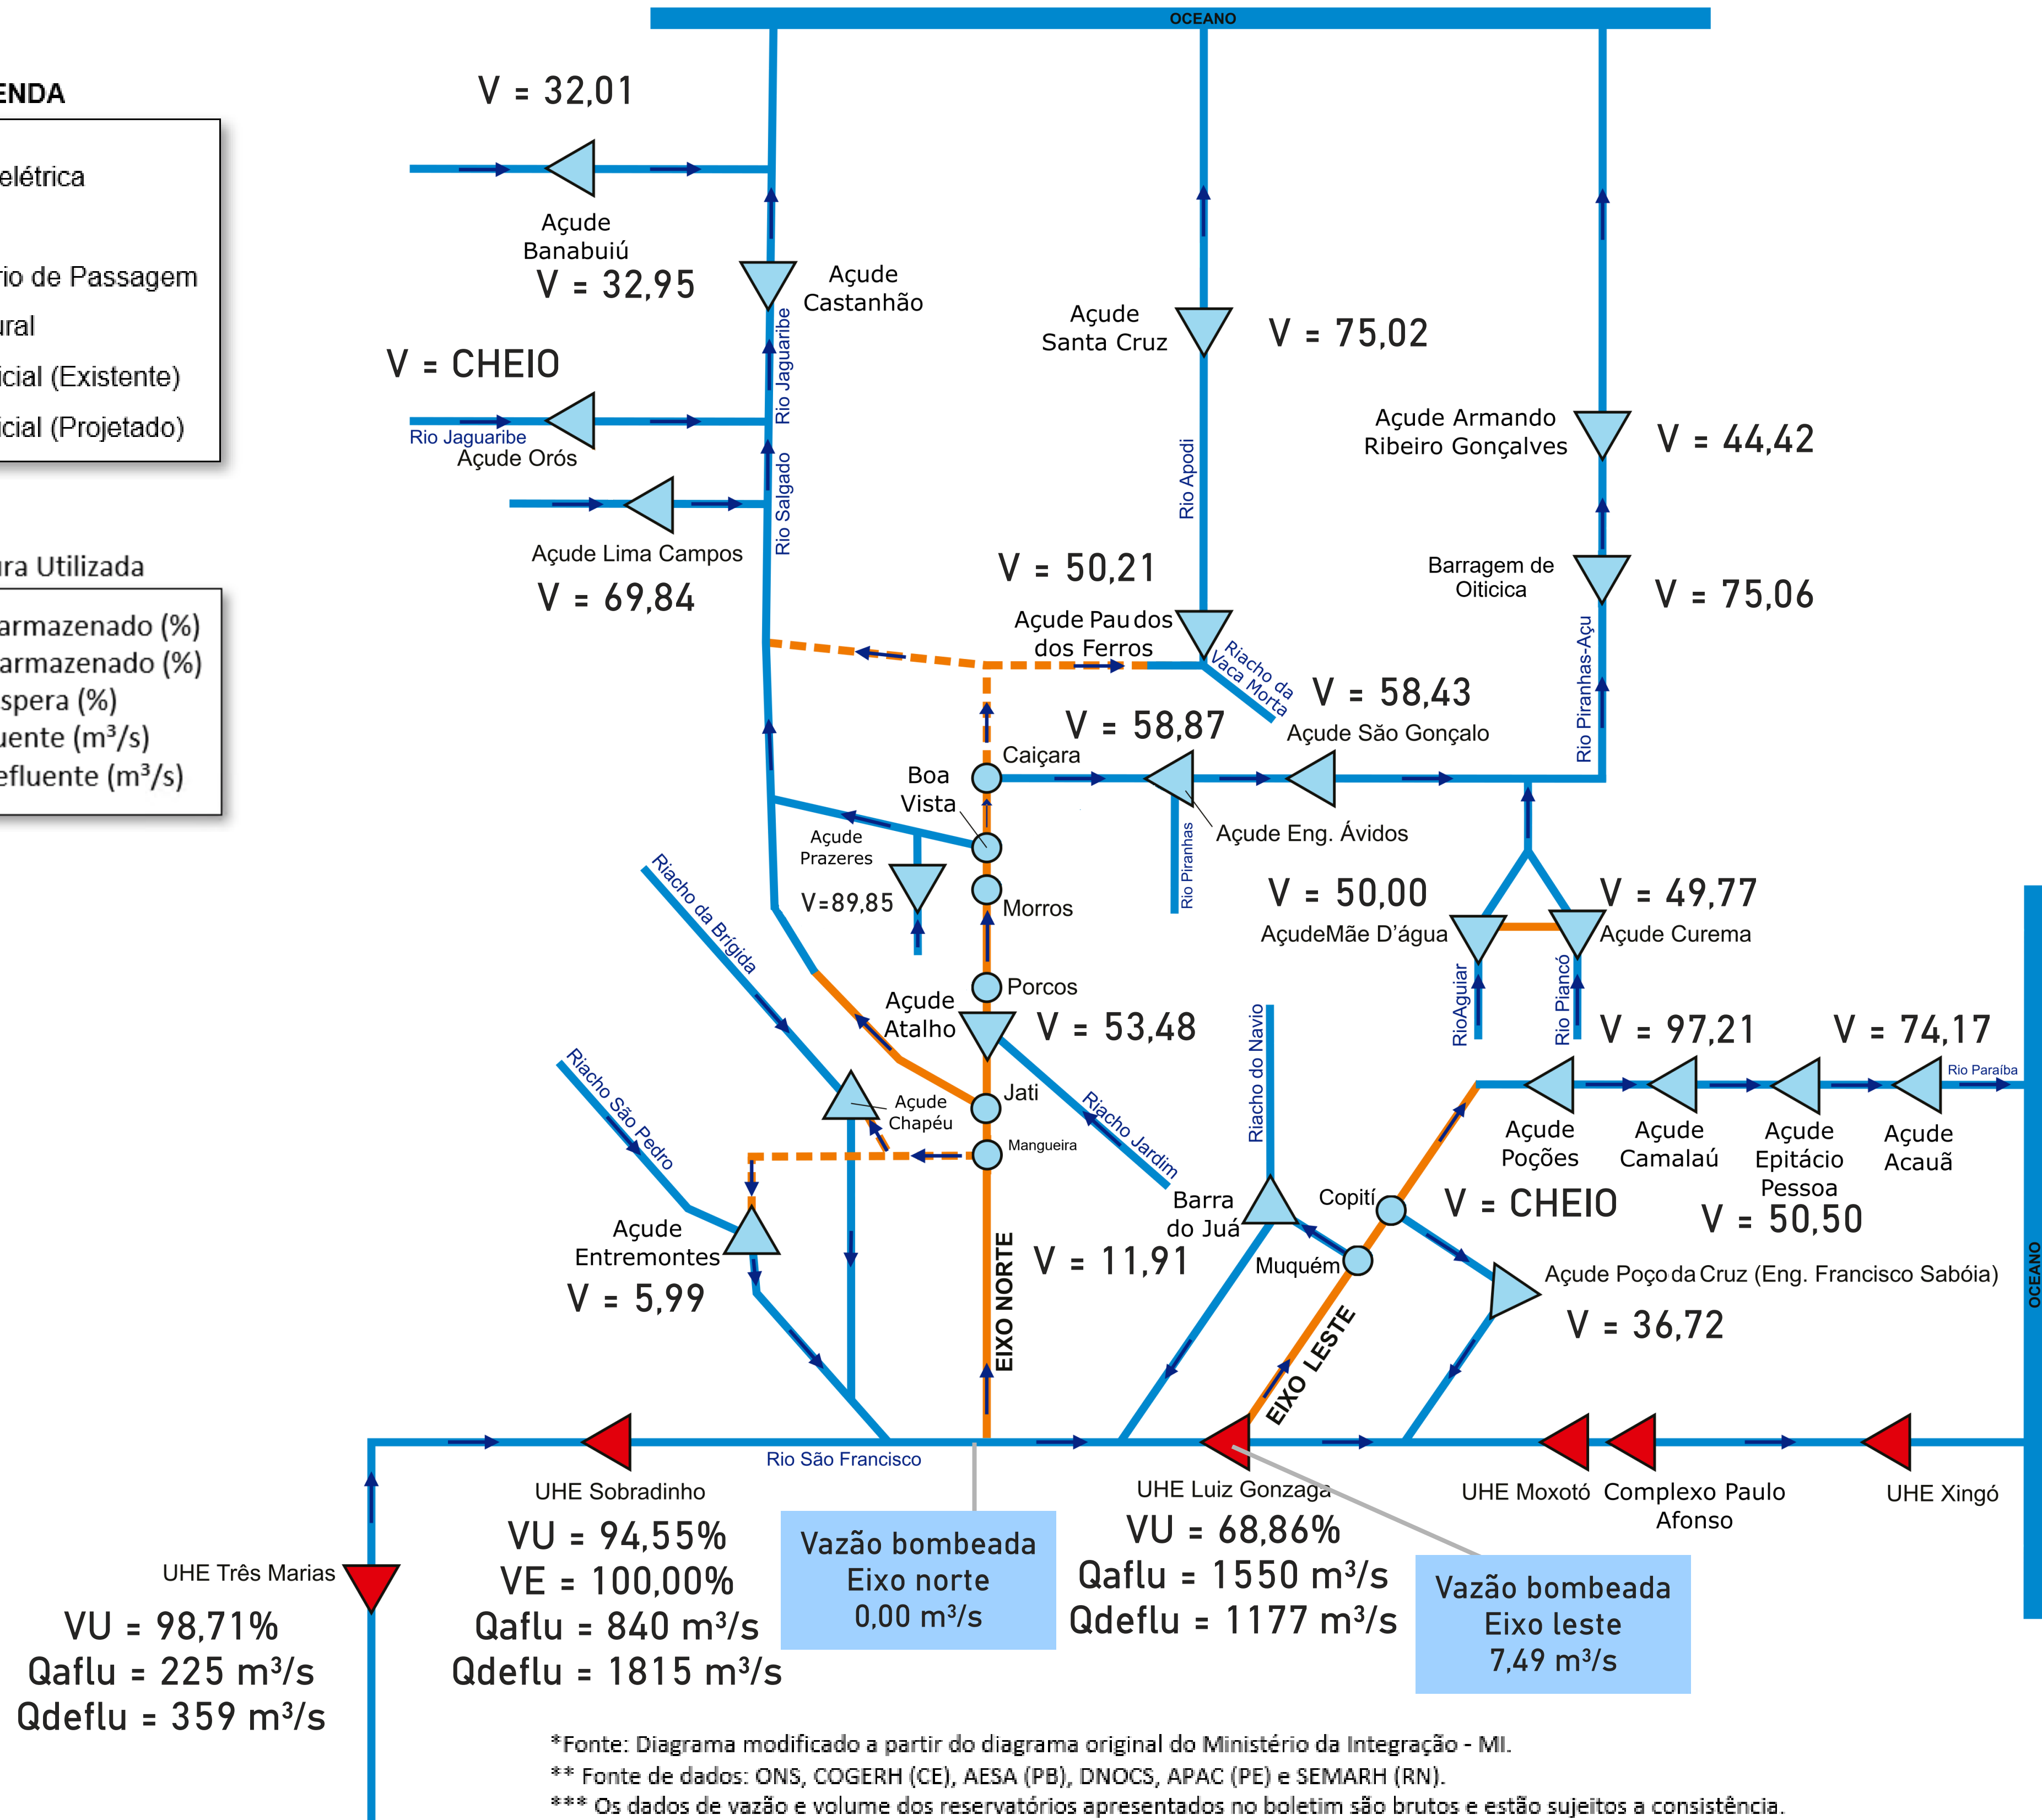 OCEANO
ENDA
elétrica
rio de Passagem
ural
icial (Existente)
icial (Projetado)
ura Utilizada
armazenado (%)
armazenado (%)
spera (%)
uente (m³/s)
efluente (m³/s)
V = 32,01
Açude
Banabuiú
V = 32,95
Açude
Castanhão
Rio Jaguaribe
V = CHEIO
Rio Jaguaribe
Açude Orós
Rio Salgado
Açude Lima Campos
V = 69,84
Açude
Santa Cruz
V = 75,02
Rio Apodi
Açude Armando
Ribeiro Gonçalves
V = 44,42
Barragem de
Oiticica
V = 75,06
Rio Piranhas-Açu
V = 50,21
Açude Pau dos
dos Ferros
Riacho da
Vaca Morta
V = 58,43
Açude São Gonçalo
V = 58,87
Caiçara
Boa
Vista
Açude Eng. Ávidos
Rio Piranhas
Açude
Prazeres
V=89,85
Morros
Riacho da Brígida
V = 50,00
AçudeMãe D'água
V = 49,77
Açude Curema
RioAguiar
Rio Piancó
Porcos
Açude
Atalho
V = 53,48
Riacho do Navio
V = 97,21
V = 74,17
Rio Paraíba
Riacho São Pedro
Açude
Chapéu
Jati
Riacho Jardim
Mangueira
Açude
Poções
Açude
Camalaú
Açude
Epitácio
Pessoa
Açude
Acauã
V = CHEIO
V = 50,50
Barra
do Juá
Copití
Açude
Entremontes
V = 5,99
EIXO NORTE
V = 11,91
Muquém
Açude Poço da Cruz (Eng. Francisco Sabóia)
V = 36,72
EIXO LESTE
OCEANO
Rio São Francisco
UHE Sobradinho
VU = 94,55%
VE = 100,00%
Qaflu = 840 m³/s
Qdeflu = 1815 m³/s
Vazão bombeada
Eixo norte
0,00 m³/s
UHE Luiz Gonzaga
VU = 68,86%
Qaflu = 1550 m³/s
Qdeflu = 1177 m³/s
Vazão bombeada
Eixo leste
7,49 m³/s
UHE Moxotó
Complexo Paulo
Afonso
UHE Xingó
UHE Três Marias
VU = 98,71%
Qaflu = 225 m³/s
Qdeflu = 359 m³/s
*Fonte: Diagrama modificado a partir do diagrama original do Ministério da Integração - MI.
** Fonte de dados: ONS, COGERH (CE), AESA (PB), DNOCS, APAC (PE) e SEMARH (RN).
*** Os dados de vazão e volume dos reservatórios apresentados no boletim são brutos e estão sujeitos a consistência.